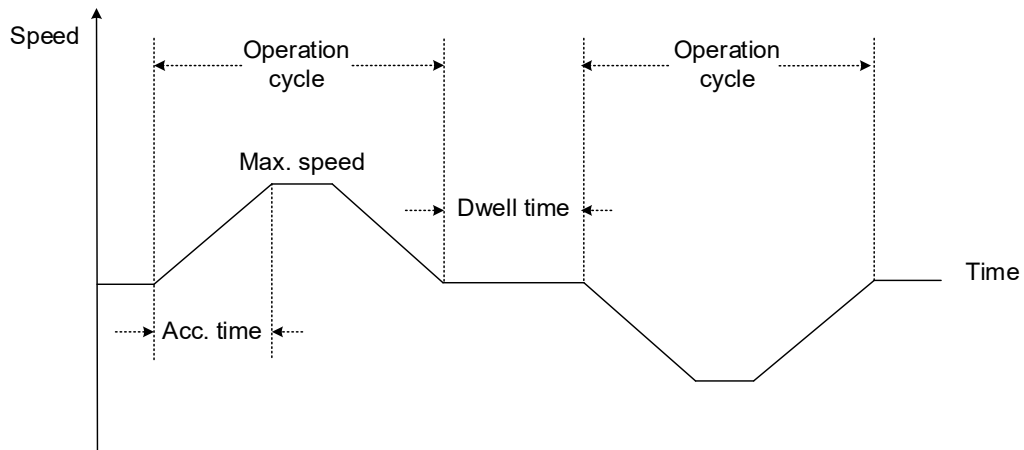 Speed
Operation
cycle
Operation
cycle
Max. speed
Dwell time
Time
Acc. time